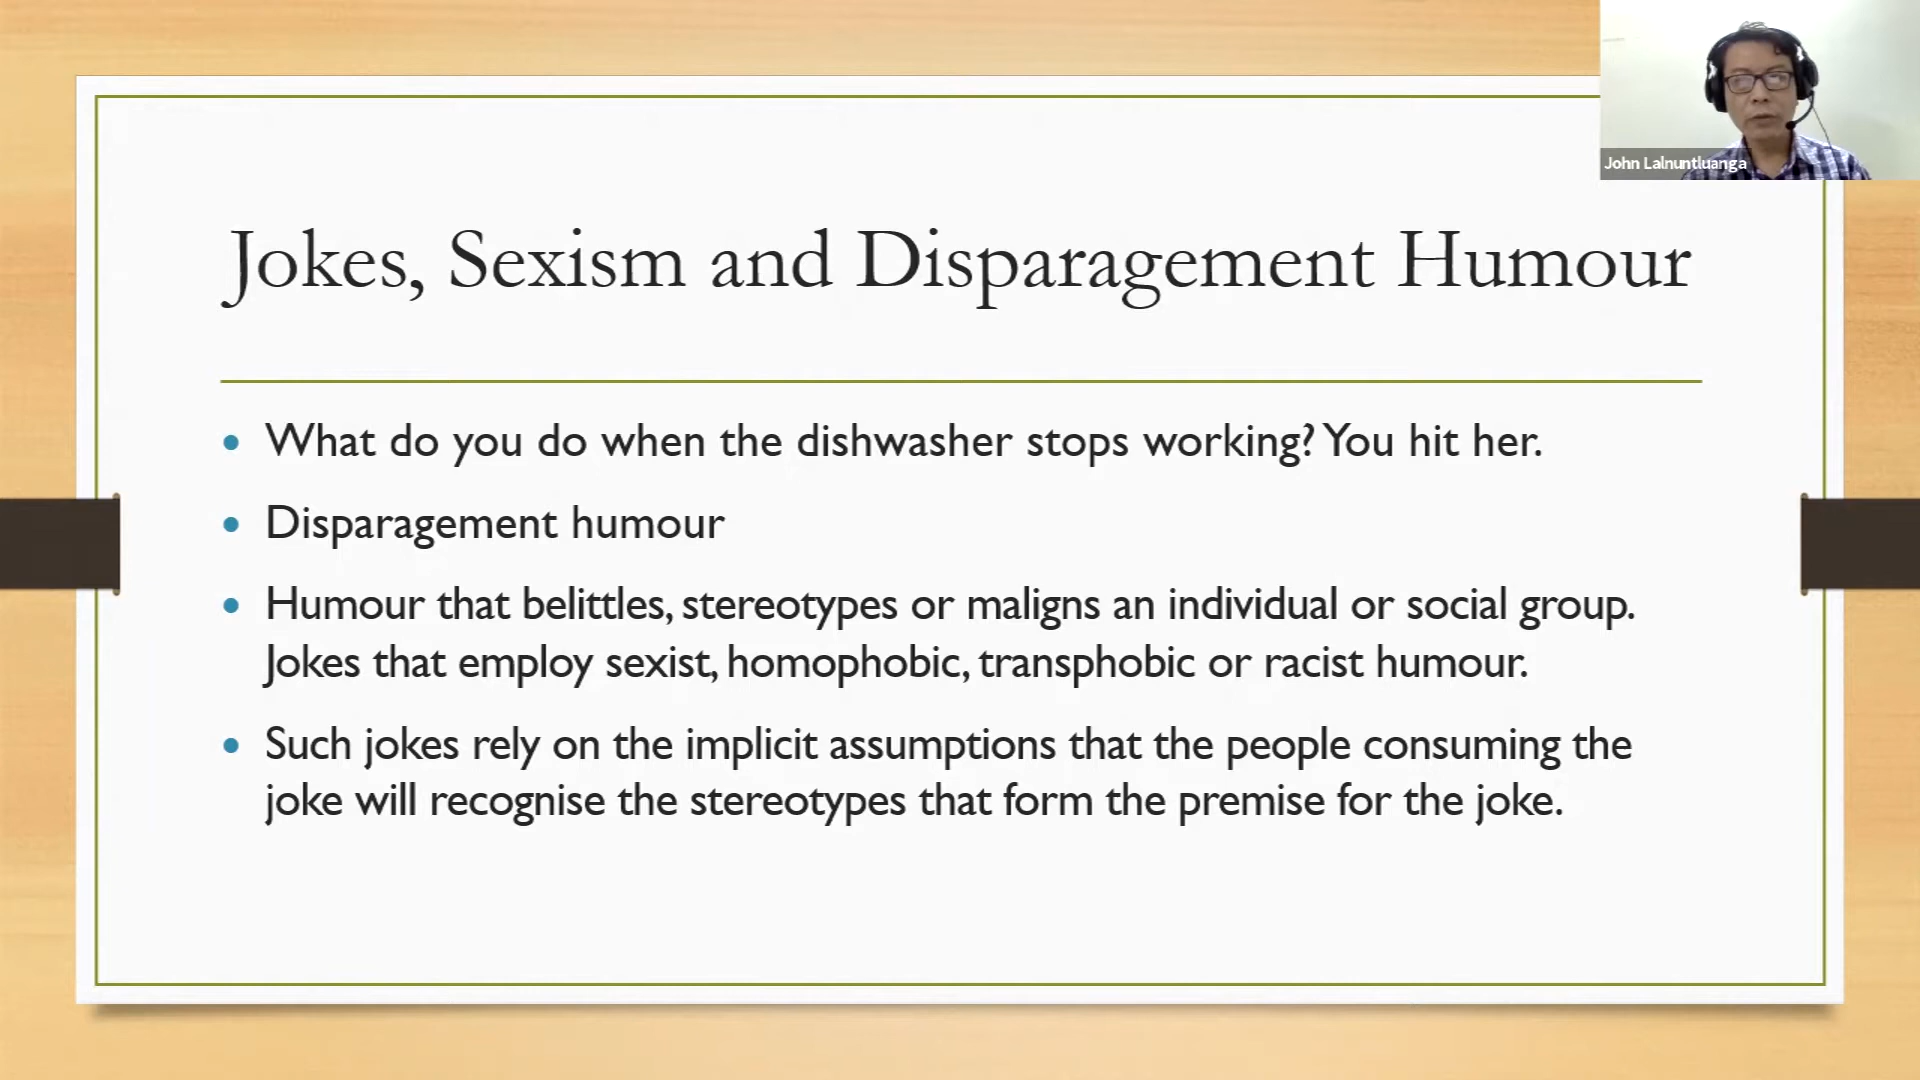 John Lalnuntluanga
Jokes, Sexism and Disparagement Humour
What do you do when the dishwasher stops working? You hit her.
Disparagement humour
Humour that belittles, stereotypes or maligns an individual or social group.
Jokes that employ sexist, homophobic, transphobic or racist humour.
Such jokes rely on the implicit assumptions that the people consuming the
joke will recognise the stereotypes that form the premise for the joke.